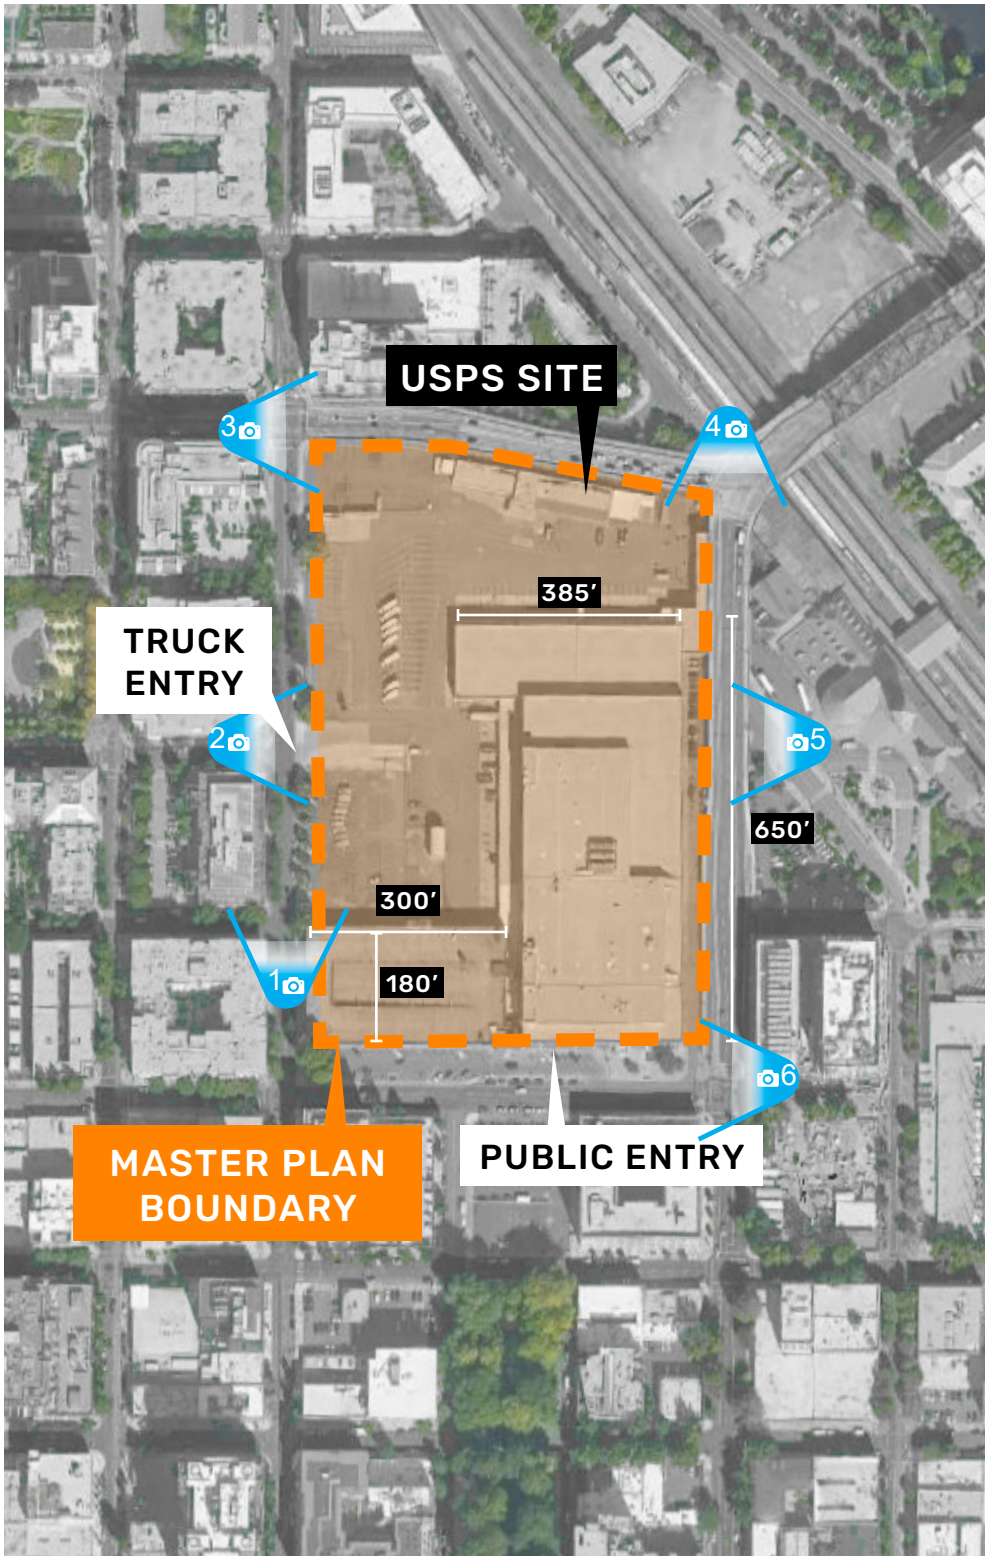 USPS SITE
3
4
385’
TRUCK
ENTRY
2
5
650’
300’
180’
1
6
MASTER PLAN
BOUNDARY
PUBLIC ENTRY